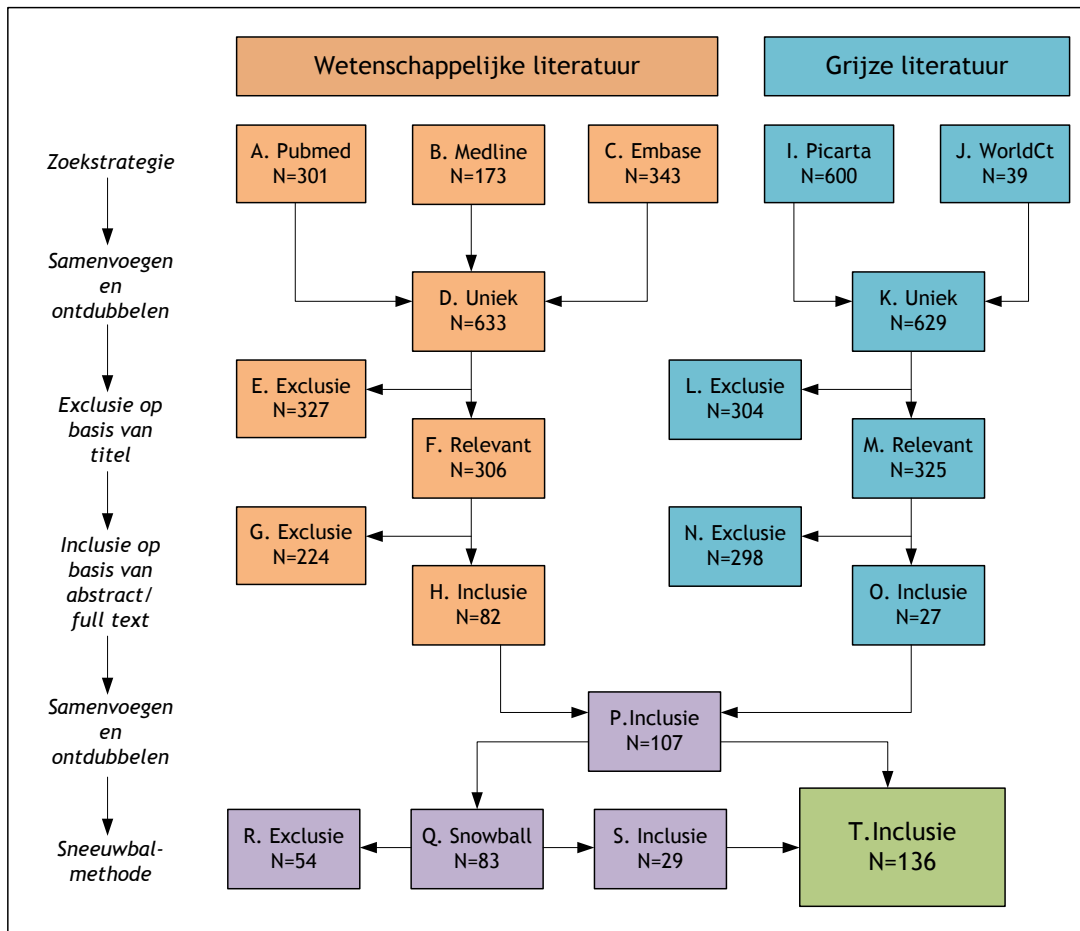 Wetenschappelijke literatuur
Grijze literatuur
Zoekstrategie
A. Pubmed
N=301
B. Medline
N=173
C. Embase
N=343
I. Picarta
N=600
J. WorldCt
N=39
Samenvoegen
en
ontdubbelen
D. Uniek
N=633
K. Uniek
N=629
Exclusie op
basis van
titel
E. Exclusie
N=327
L. Exclusie
N=304
F. Relevant
N=306
M. Relevant
N=325
Inclusie op
basis van
abstract/
full text
G. Exclusie
N=224
N. Exclusie
N=298
H. Inclusie
N=82
O. Inclusie
N=27
Samenvoegen
en
ontdubbelen
P.Inclusie
N=107
Sneeuwbal-
methode
R. Exclusie
N=54
Q. Snowball
N=83
S. Inclusie
N=29
T.Inclusie
N=136